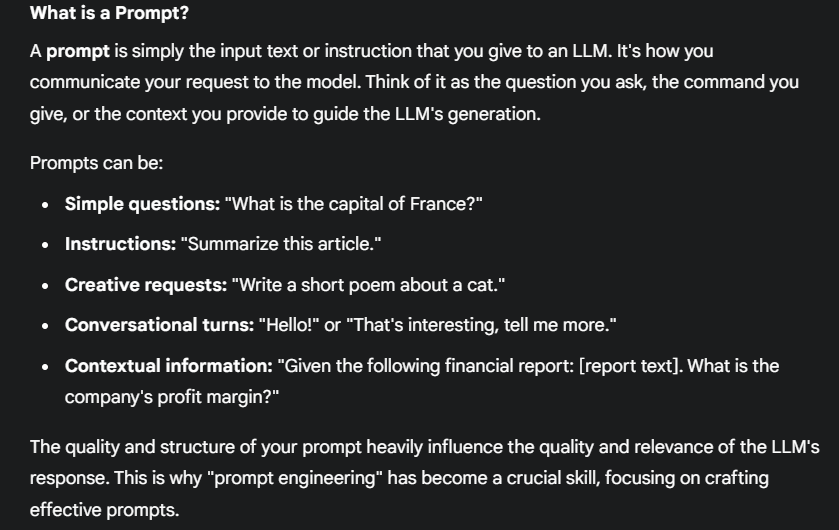 What is a Prompt?
A prompt is simply the input text or instruction that you give to an LLM. It's how you
communicate your request to the model. Think of it as the question you ask, the command you
give, or the context you provide to guide the LLM's generation.
Prompts can be:
• Simple questions: "What is the capital of France?"
• Instructions: "Summarize this article."
• Creative requests: "Write a short poem about a cat."
• Conversational turns: "Hello!" or "That's interesting, tell me more."
• Contextual information: "Given the following financial report: [report text]. What is the
company's profit margin?"
The quality and structure of your prompt heavily influence the quality and relevance of the LLM's
response. This is why "prompt engineering" has become a crucial skill, focusing on crafting
effective prompts.